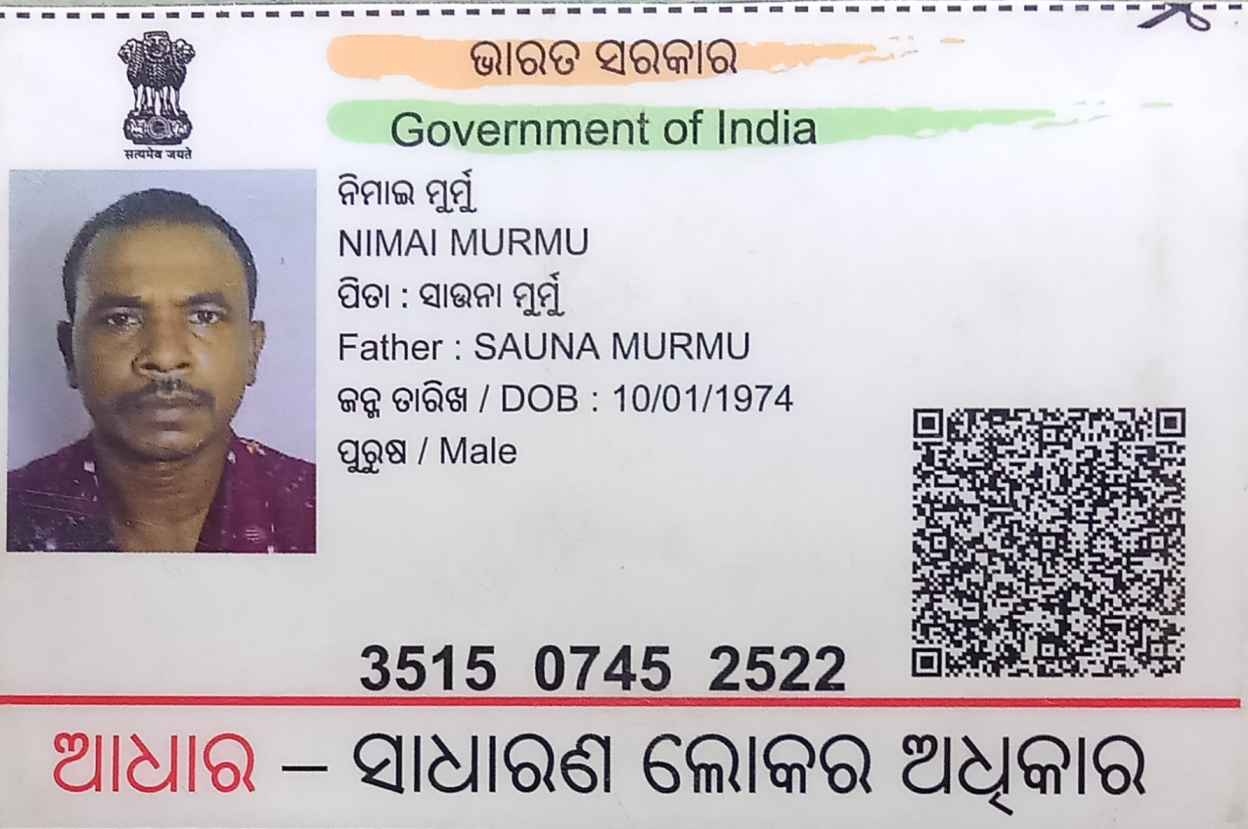 ଭାରତ ସରକାର
Government of India
सत्यमेव जयते
ନିମାଇ ମୁର୍ମୁ
NIMAI MURMU
ପିତା : ସାଉନା ମୁର୍ମୁ
Father : SAUNA MURMU
ଜନ୍ମ ତାରିଖ / DOB : 10/01/1974
ପୁରୁଷ / Male
3515 0745 2522
ଆଧାର – ସାଧାରଣ ଲୋକର ଅଧିକାର